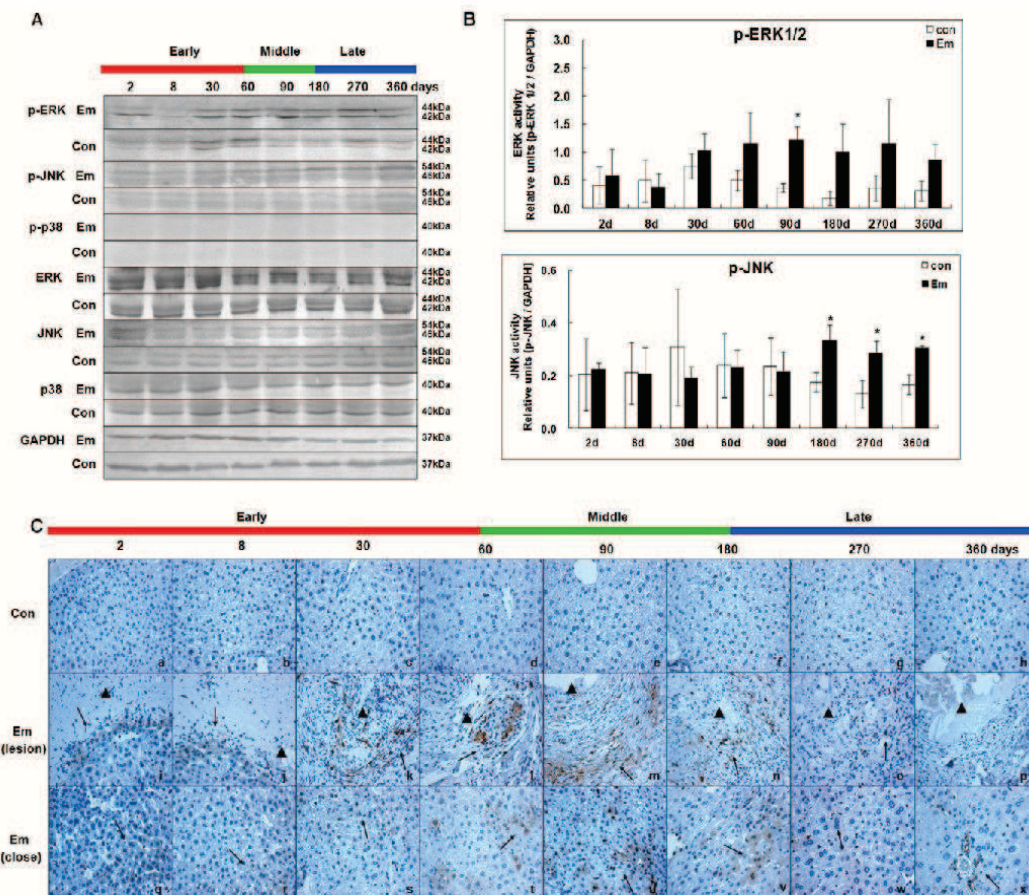 A
Early Middle Late
2 8 30 60 90 180 270 360 days
p-ERK Em 44kDa
42kDa
Con 44kDa
42kDa
p-JNK Em 54kDa
46kDa
Con 54kDa
46kDa
p-p38 Em 40kDa
Con 40kDa
ERK Em 44kDa
42kDa
Con 44kDa
42kDa
JNK Em 54kDa
46kDa
Con 54kDa
46kDa
p38 Em 40kDa
Con 40kDa
GAPDH Em 37kDa
Con 37kDa
B
p-ERK1/2
con
Em
ERK activity
Relative units (p-ERK 1/2 / GAPDH)
3.0
2.5
2.0
1.5
1.0
0.5
0.0
*
2d 8d 30d 60d 90d 180d 270d 360d
p-JNK
con
Em
JNK activity
Relative units (p-JNK / GAPDH)
0.6
0.4
0.2
0.0
* * *
2d 8d 30d 60d 90d 180d 270d 360d
C
Early Middle Late
2 8 30 60 90 180 270 360 days
Con
a b c d e f g h
Em
(lesion)
i j k l m n o p
Em
(close)
q r s t u v w